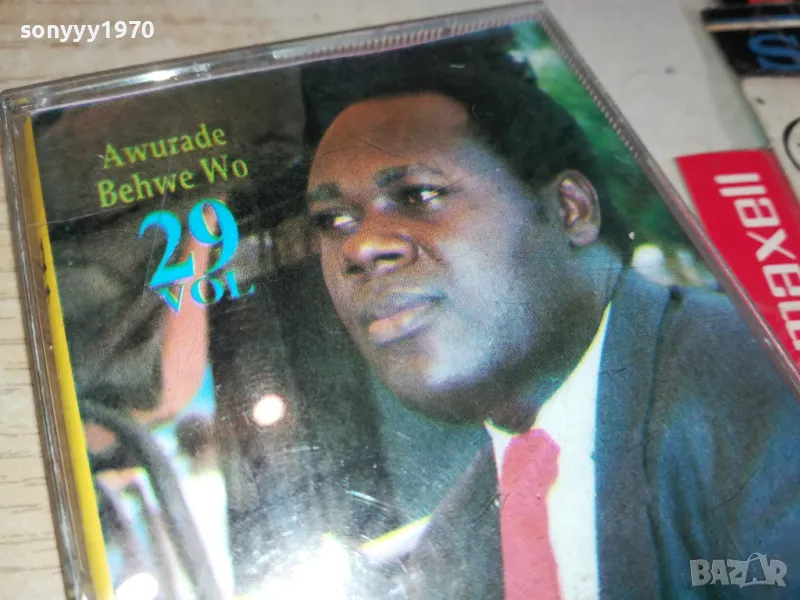 sonyyy1970
Awurade
Behwe Wo
29
VOL
maxell
S
BAZAR